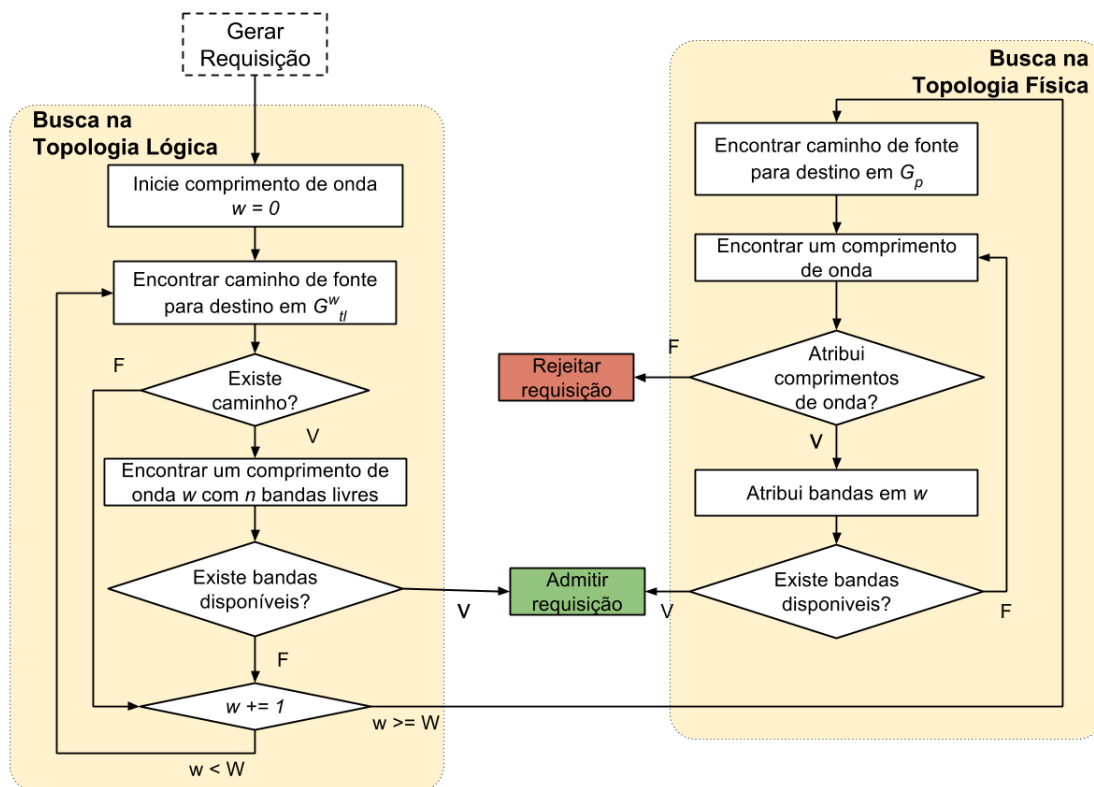 Gerar
Requisição
Busca na
Topologia Lógica
Inicie comprimento de onda
w = 0
Encontrar caminho de fonte
para destino em G^w_tl
F
Existe
caminho?
V
Encontrar um comprimento de
onda w com n bandas livres
Existe bandas
disponíveis?
V
F
w += 1
w >= W
w < W
Busca na
Topologia Física
Encontrar caminho de fonte
para destino em G_p
Encontrar um comprimento
de onda
Atribui
comprimentos
de onda?
F
Rejeitar
requisição
V
Atribui bandas em w
Existe bandas
disponiveis?
F
V
Admitir
requisição